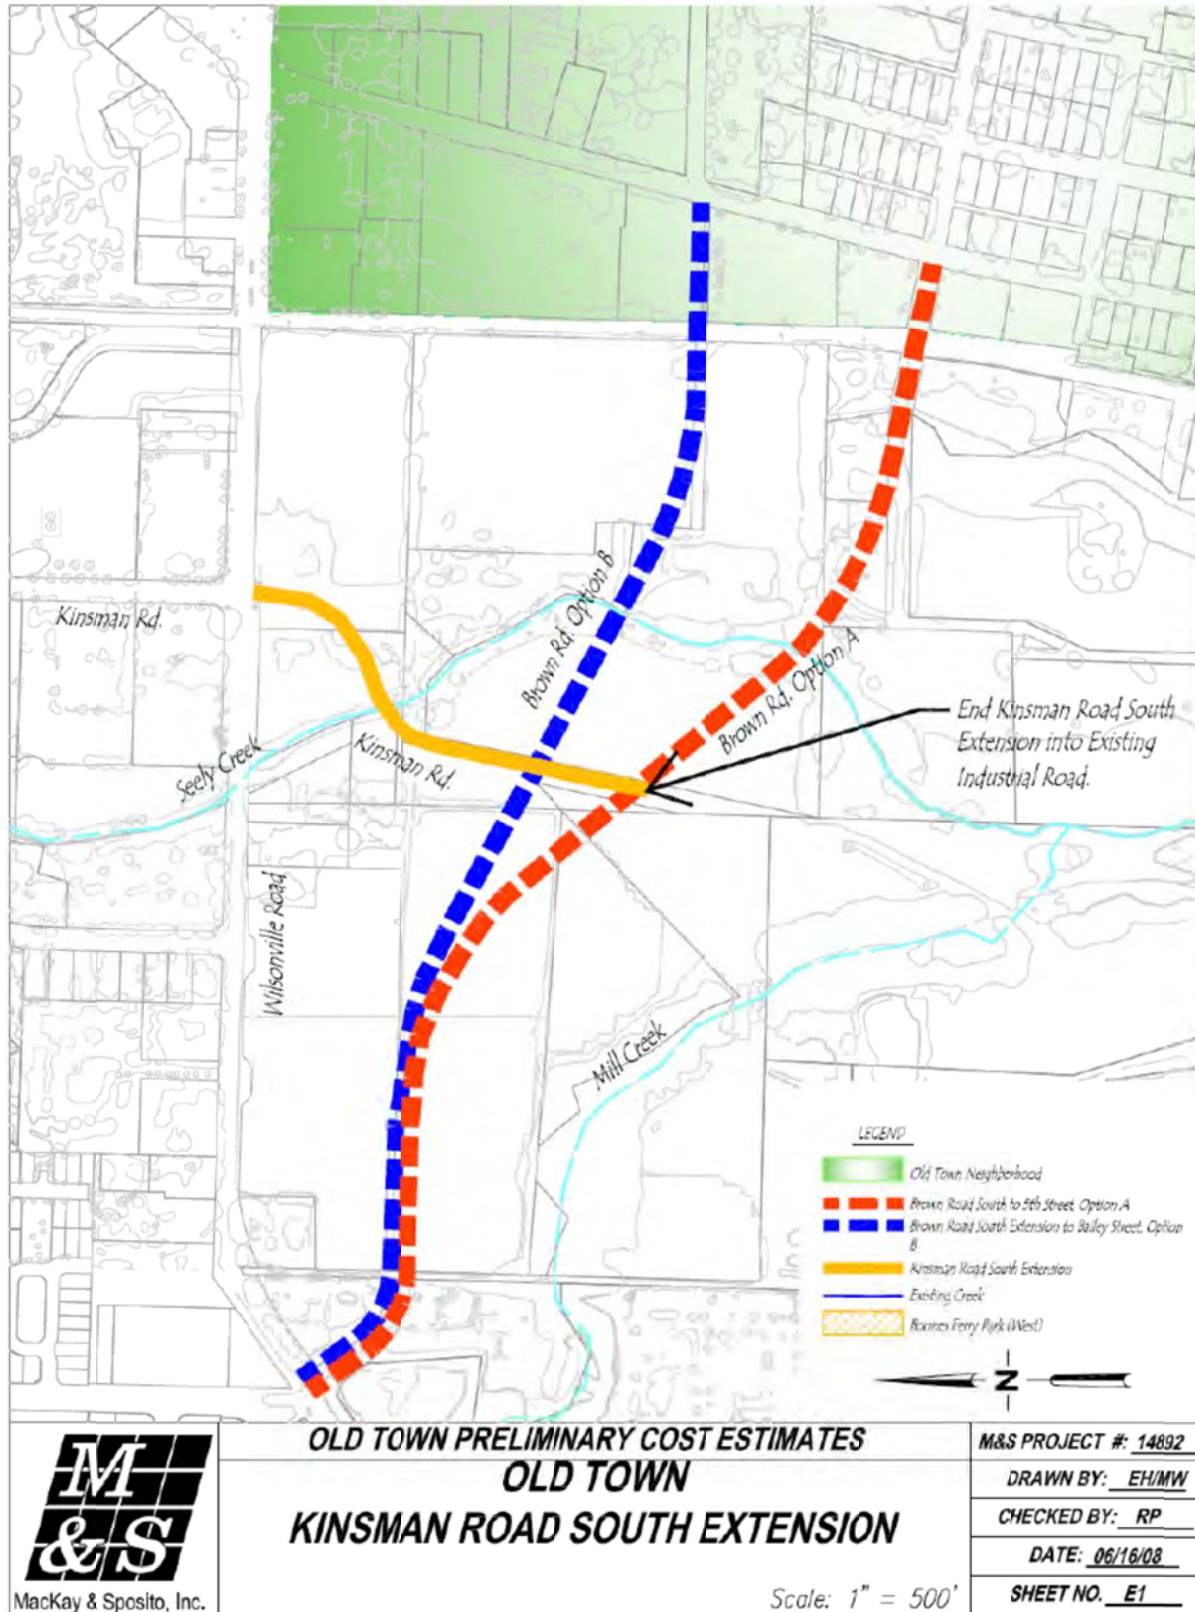 Kinsman Rd.
Brown Rd. Option B
Brown Rd. Option A
Seely Creek
Kinsman Rd.
End Kinsman Road South
Extension into Existing
Industrial Road.
Wilsonville Road
Mill Creek
LEGEND
Old Town Neighborhood
Brown Road South to 5th Street, Option A
Brown Road South Extension to Bailey Street, Option
B
Kinsman Road South Extension
Existing Creek
Boones Ferry Park (West)
N
M
&S
MacKay & Sposito, Inc.
OLD TOWN PRELIMINARY COST ESTIMATES
OLD TOWN
KINSMAN ROAD SOUTH EXTENSION
Scale: 1" = 500'
M&S PROJECT #: 14892
DRAWN BY: EH/MW
CHECKED BY: RP
DATE: 06/16/08
SHEET NO. E1